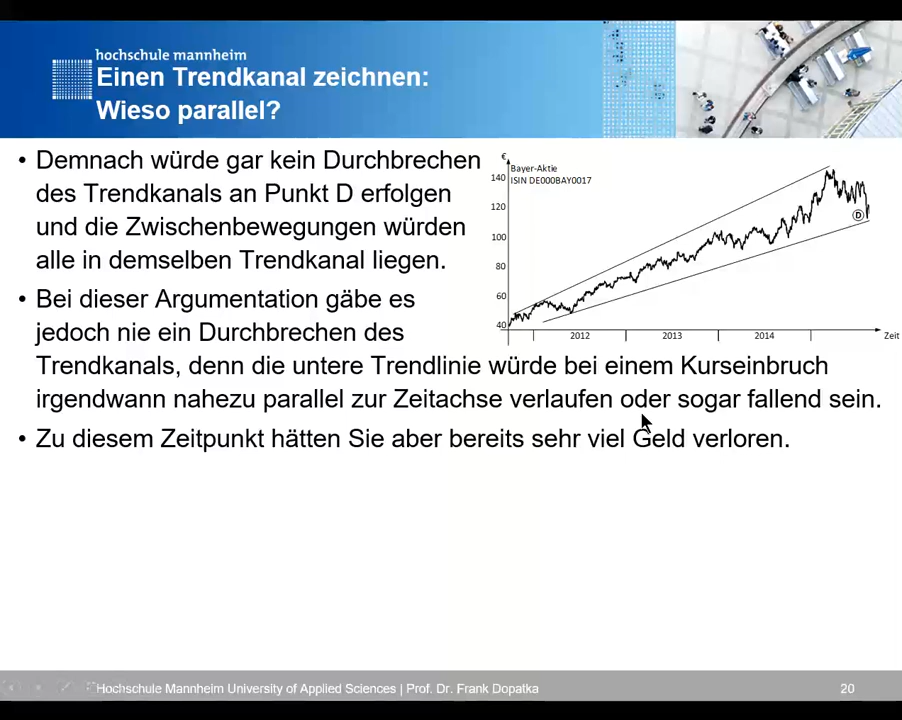 hochschule mannheim
Einen Trendkanal zeichnen:
Wieso parallel?
• Demnach würde gar kein Durchbrechen
des Trendkanals an Punkt D erfolgen
und die Zwischenbewegungen würden
alle in demselben Trendkanal liegen.
• Bei dieser Argumentation gäbe es
jedoch nie ein Durchbrechen des
Trendkanals, denn die untere Trendlinie würde bei einem Kurseinbruch
irgendwann nahezu parallel zur Zeitachse verlaufen oder sogar fallend sein.
• Zu diesem Zeitpunkt hätten Sie aber bereits sehr viel Geld verloren.
€
Bayer-Aktie
ISIN DE000BAY0017
140
120
100
80
60
40
D
2012 2013 2014 Zeit
Hochschule Mannheim University of Applied Sciences | Prof. Dr. Frank Dopatka 20